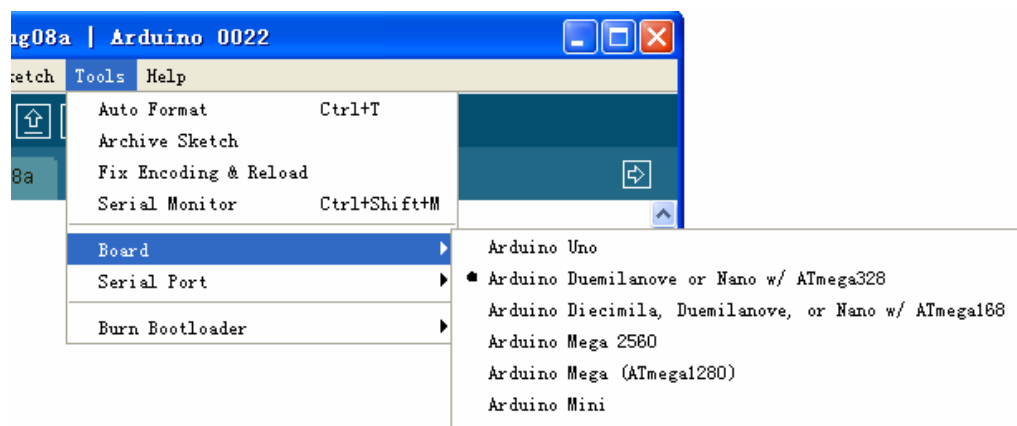 ug08a | Arduino 0022
ketch Tools Help
Auto Format Ctrl+T
Archive Sketch
8a
Fix Encoding & Reload
Serial Monitor Ctrl+Shift+M
Board
Serial Port
Burn Bootloader
Arduino Uno
Arduino Duemilanove or Nano w/ ATmega328
Arduino Diecimila, Duemilanove, or Nano w/ ATmega168
Arduino Mega 2560
Arduino Mega (ATmega1280)
Arduino Mini